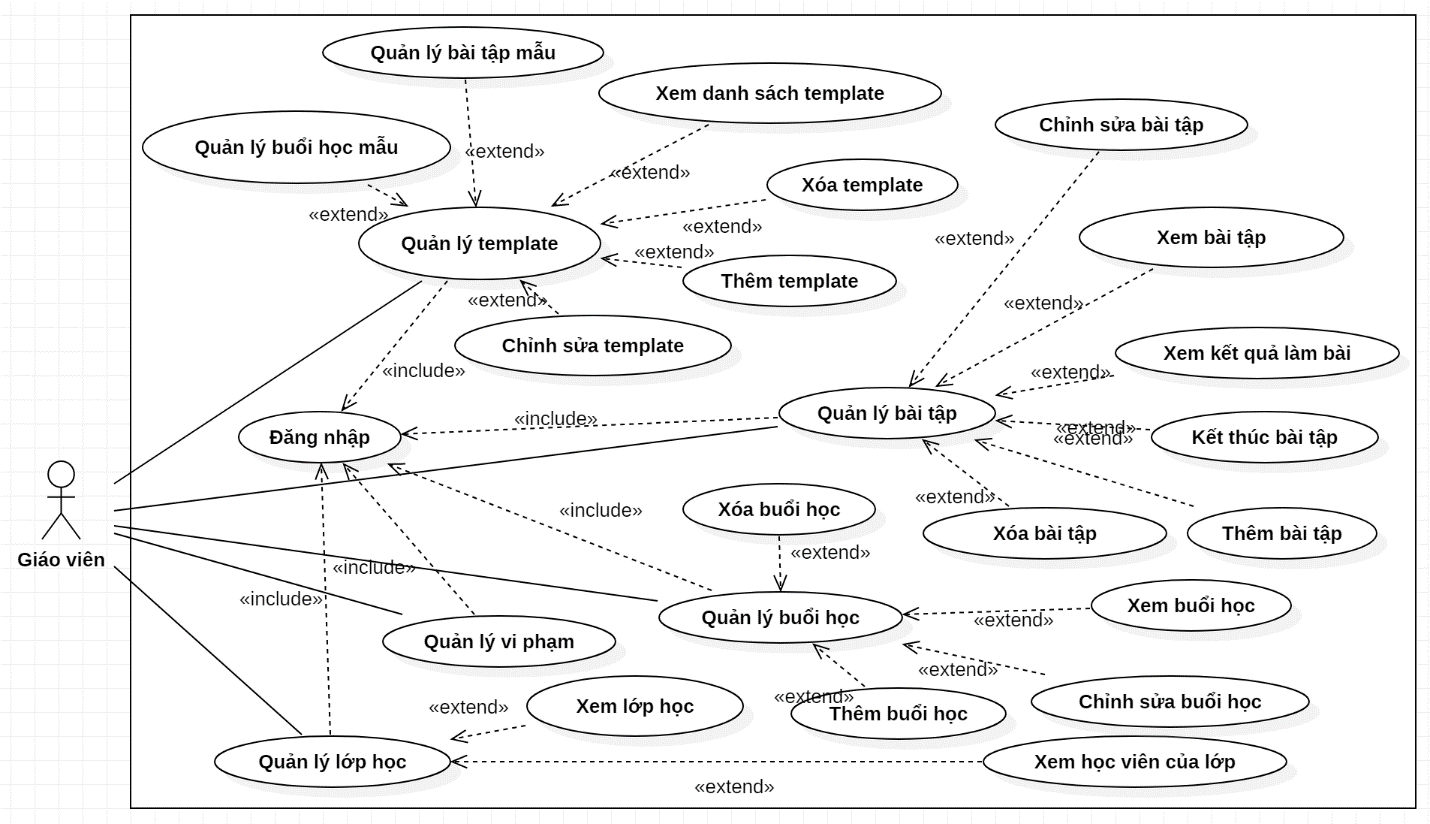 Quản lý bài tập mẫu
Xem danh sách template
Chỉnh sửa bài tập
Quản lý buổi học mẫu
«extend»
«extend»
Xóa template
«extend»
«extend»
Quản lý template
«extend»
Thêm template
«extend»
Xem bài tập
«extend»
«extend»
Chỉnh sửa template
Xem kết quả làm bài
«include»
«extend»
Quản lý bài tập
«include»
Đăng nhập
«extend»
«extend»
Kết thúc bài tập
«extend»
«include»
Xóa buổi học
Xóa bài tập
Thêm bài tập
Giáo viên
«extend»
«include»
«include»
Xem buổi học
Quản lý buổi học
«extend»
Quản lý vi phạm
«extend»
«extend»
Chỉnh sửa buổi học
«extend»
Xem lớp học
Thêm buổi học
Quản lý lớp học
Xem học viên của lớp
«extend»